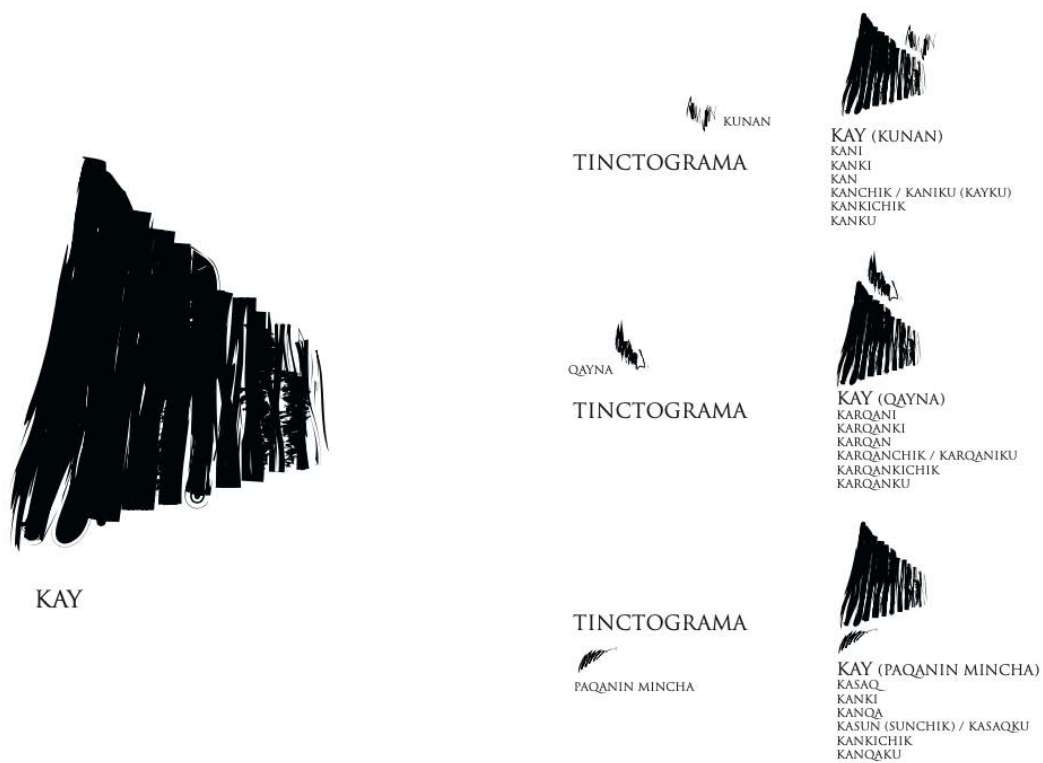 KAY
KUNAN
TINCTOGRAMA
KAY (KUNAN)
KANI
KANKI
KAN
KANCHIK / KANIKU (KAYKU)
KANKICHIK
KANKU
QAYNA
TINCTOGRAMA
KAY (QAYNA)
KARQANI
KARQANKI
KARQAN
KARQANCHIK / KARQANIKU
KARQANKICHIK
KARQANKU
TINCTOGRAMA
PAQANIN MINCHA
KAY (PAQANIN MINCHA)
KASAQ
KANKI
KANQA
KASUN (SUNCHIK) / KASAQKU
KANKICHIK
KANQAKU